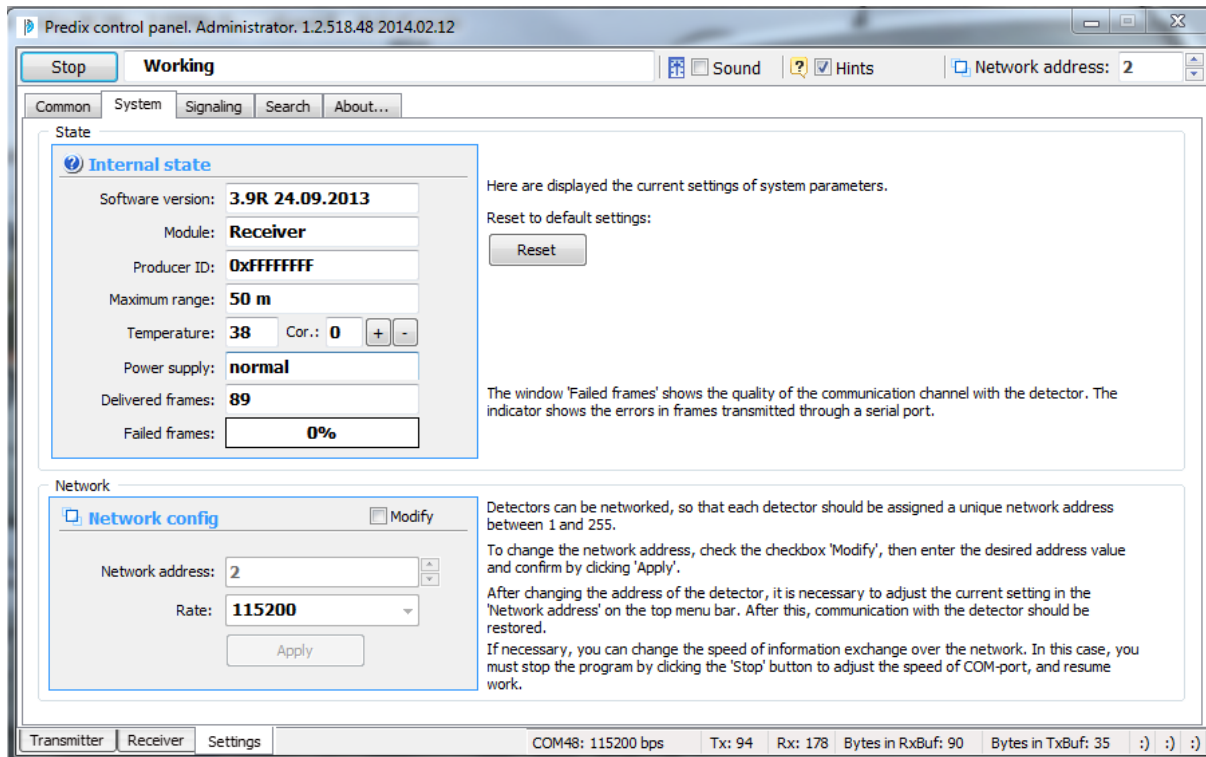 Predix control panel. Administrator. 1.2.518.48 2014.02.12
Stop Working Sound Hints Network address: 2
Common System Signaling Search About...
State
Internal state
Software version: 3.9R 24.09.2013
Module: Receiver
Producer ID: 0xFFFFFFFF
Maximum range: 50 m
Temperature: 38 Cor.: 0 + -
Power supply: normal
Delivered frames: 89
Failed frames: 0%
Here are displayed the current settings of system parameters.
Reset to default settings:
Reset
The window 'Failed frames' shows the quality of the communication channel with the detector. The
indicator shows the errors in frames transmitted through a serial port.
Network
Network config Modify
Network address: 2
Rate: 115200
Apply
Detectors can be networked, so that each detector should be assigned a unique network address
between 1 and 255.
To change the network address, check the checkbox 'Modify', then enter the desired address value
and confirm by clicking 'Apply'.
After changing the address of the detector, it is necessary to adjust the current setting in the
'Network address' on the top menu bar. After this, communication with the detector should be
restored.
If necessary, you can change the speed of information exchange over the network. In this case, you
must stop the program by clicking the 'Stop' button to adjust the speed of COM-port, and resume
work.
Transmitter Receiver Settings COM48: 115200 bps Tx: 94 Rx: 178 Bytes in RxBuf: 90 Bytes in TxBuf: 35 :) :) :)